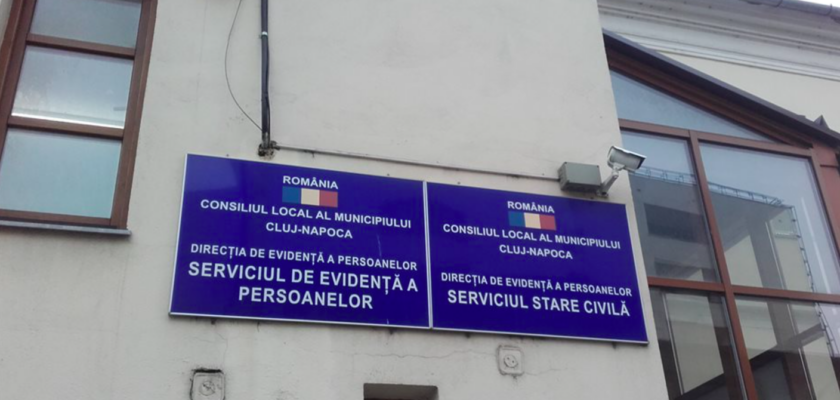 ROMÂNIA
CONSILIUL LOCAL AL MUNICIPIULUI
CLUJ-NAPOCA
DIRECȚIA DE EVIDENȚĂ A PERSOANELOR
SERVICIUL DE EVIDENȚĂ A
PERSOANELOR
ROMÂNIA
CONSILIUL LOCAL AL MUNICIPIULUI
CLUJ-NAPOCA
DIRECȚIA DE EVIDENȚĂ A PERSOANELOR
SERVICIUL STARE CIVILĂ